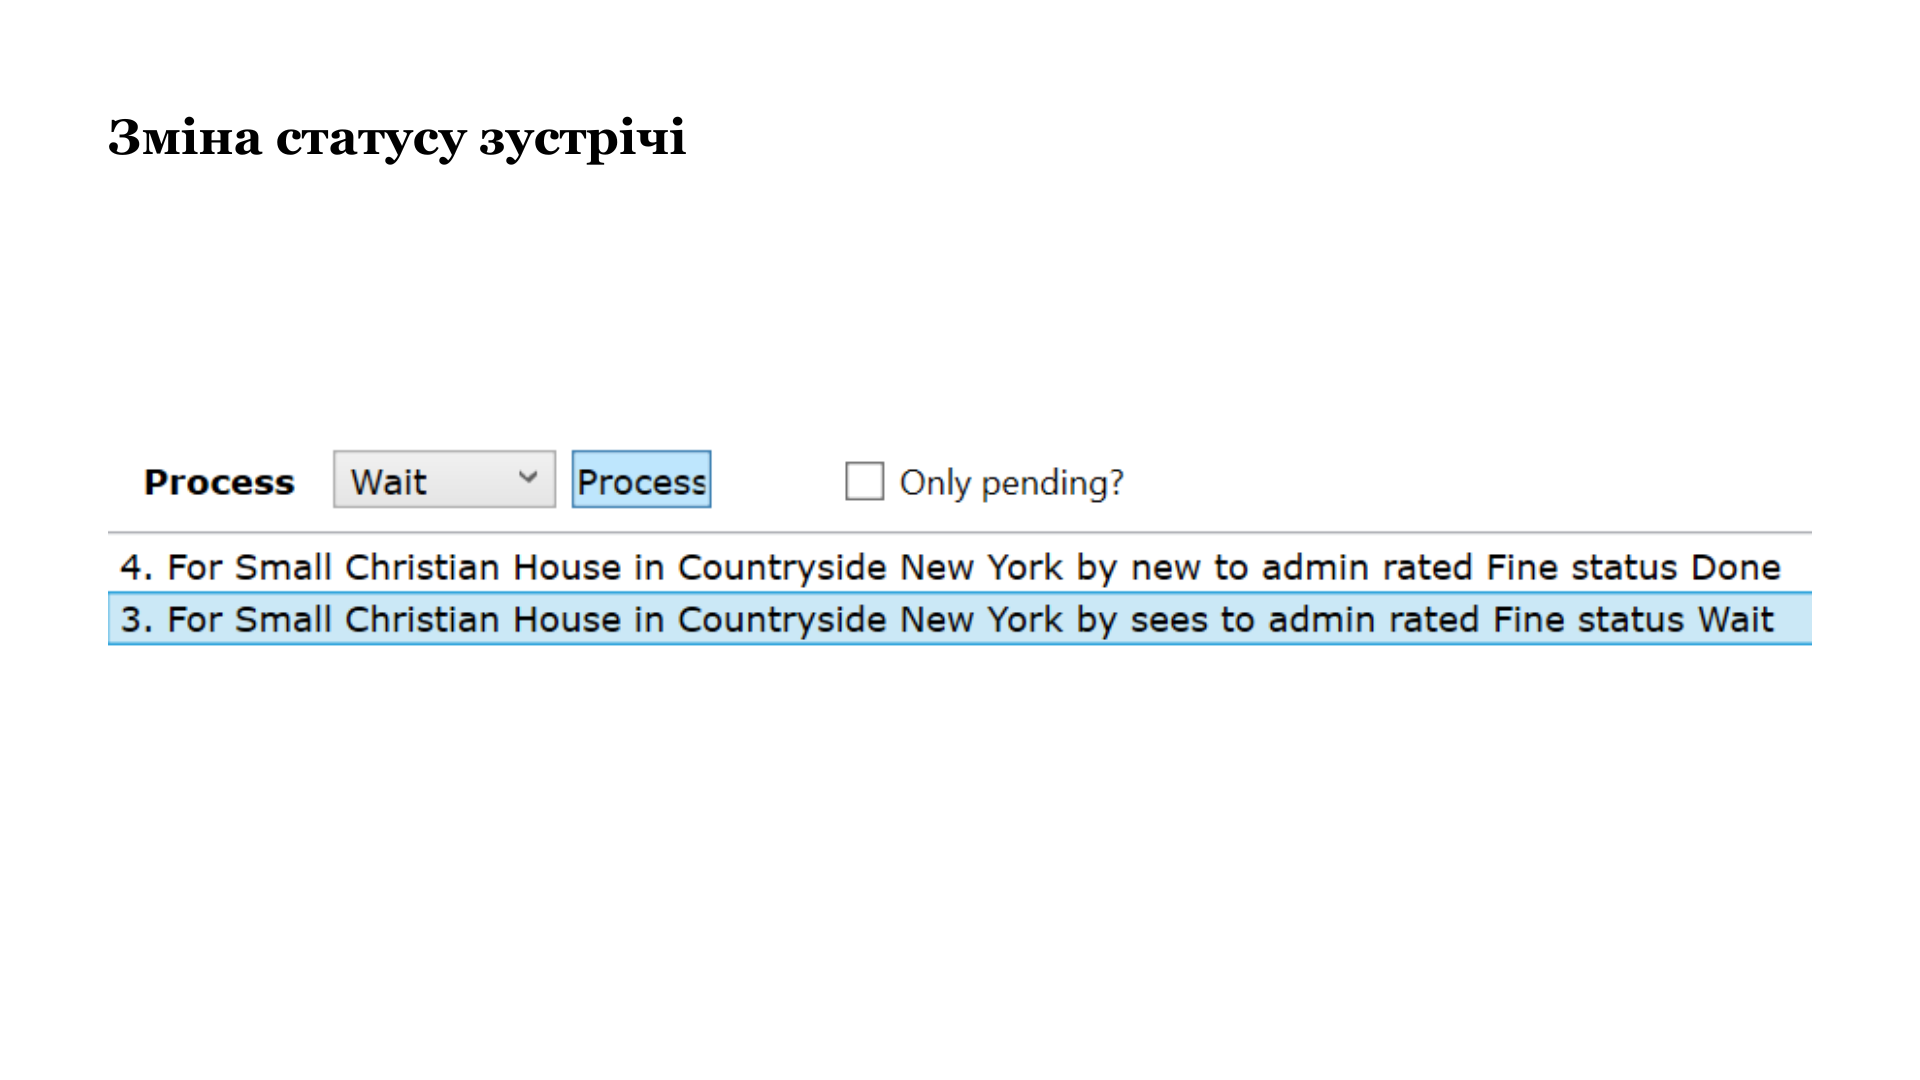 Зміна статусу зустрічі
Process Wait Process Only pending?
4. For Small Christian House in Countryside New York by new to admin rated Fine status Done
3. For Small Christian House in Countryside New York by sees to admin rated Fine status Wait